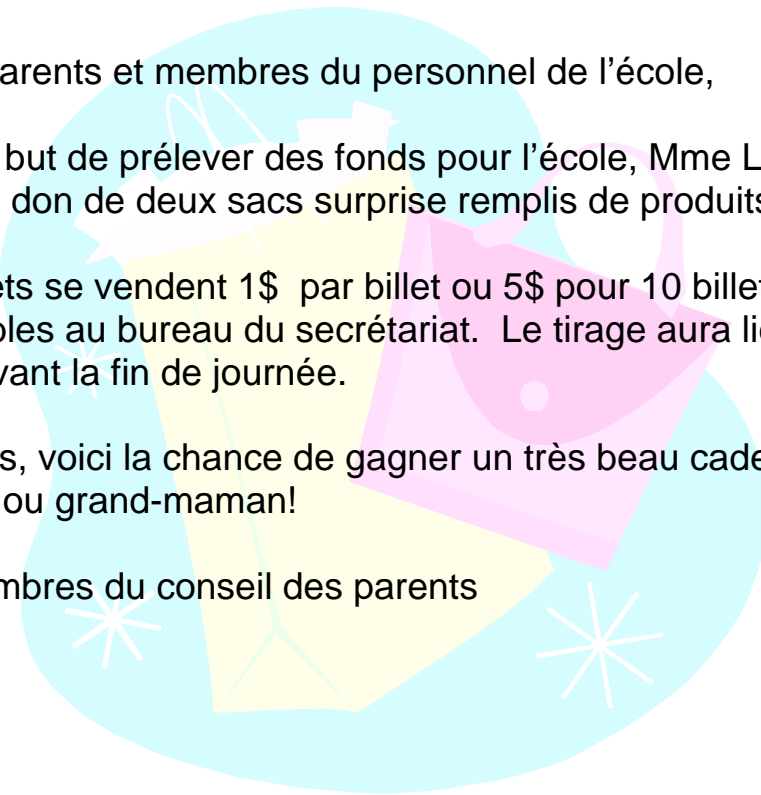 arents et membres du personnel de l’école,
but de prélever des fonds pour l’école, Mme L
don de deux sacs surprise remplis de produits
ts se vendent 1$  par billet ou 5$ pour 10 billet
les au bureau du secrétariat.  Le tirage aura li
vant la fin de journée.
s, voici la chance de gagner un très beau cade
ou grand-maman!
mbres du conseil des parents